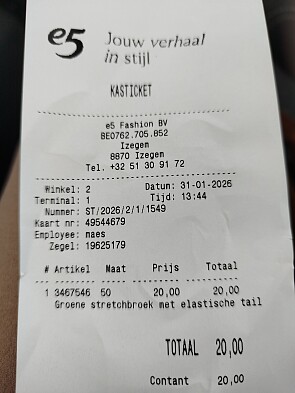 e5 Jouw verhaal
in stijl
KASTICKET
e5 Fashion BV
BE0762.705.852
Izegem
8870 Izegem
Tel. +32 51 30 91 72
Winkel: 2 Datum: 31-01-2026
Terminal: 1 Tijd: 13:44
Nummer: ST/2026/2/1/1549
Kaart nr: 49544679
Employee: maes
Zegel: 19625179
# Artikel Maat Prijs Totaal
1 3467546 50 20,00 20,00
Groene stretchbroek met elastische tail
TOTAAL 20,00
Contant 20,00